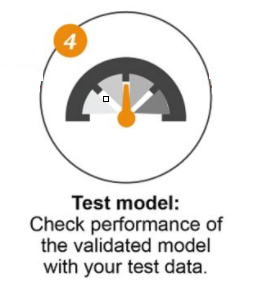 4
Test model:
Check performance of
the validated model
with your test data.